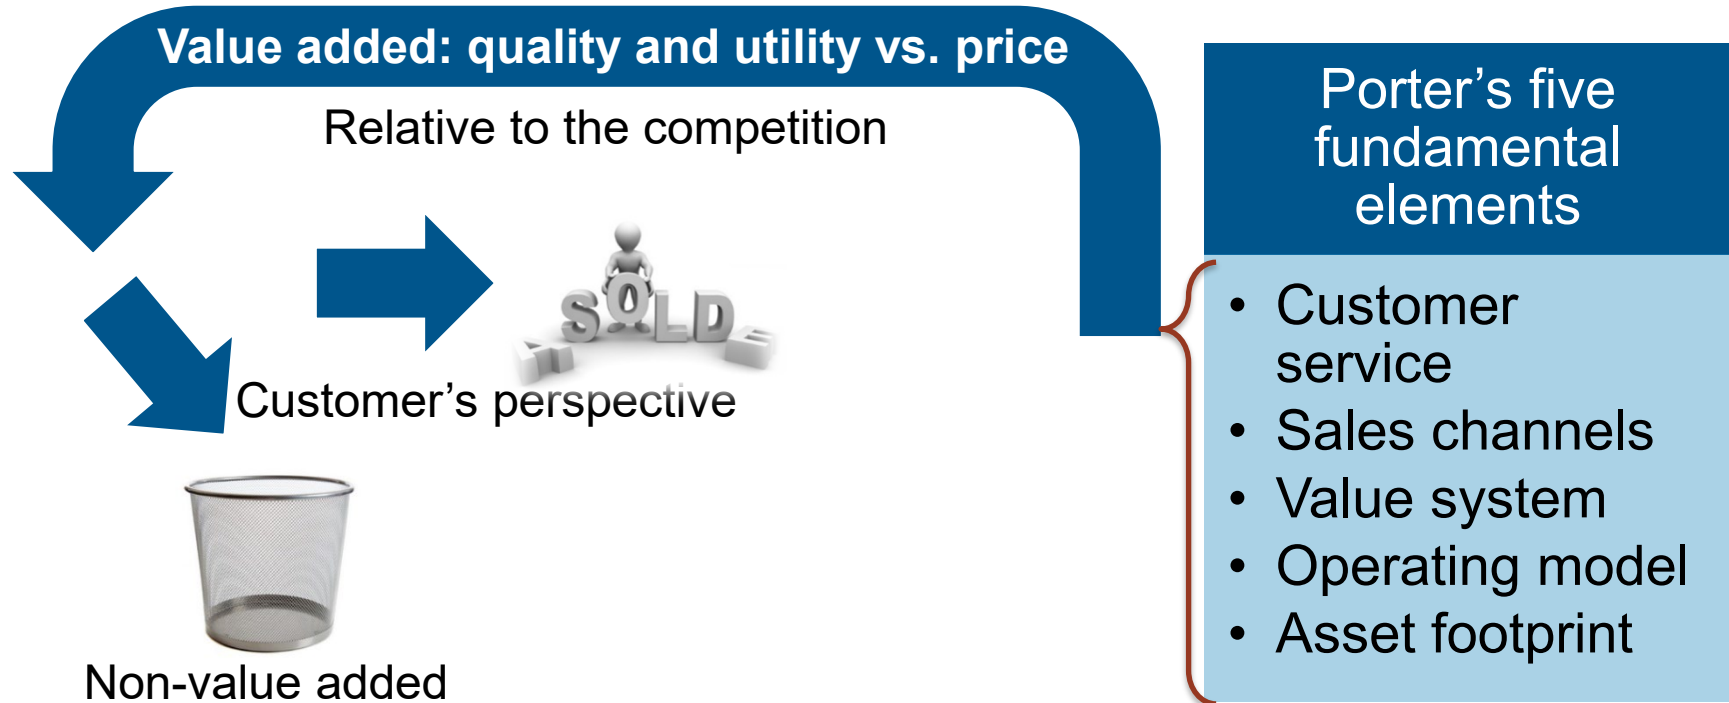 Value added: quality and utility vs. price
Relative to the competition
A SOLD E
Customer’s perspective
Non-value added
Porter’s five
fundamental
elements
• Customer
service
• Sales channels
• Value system
• Operating model
• Asset footprint